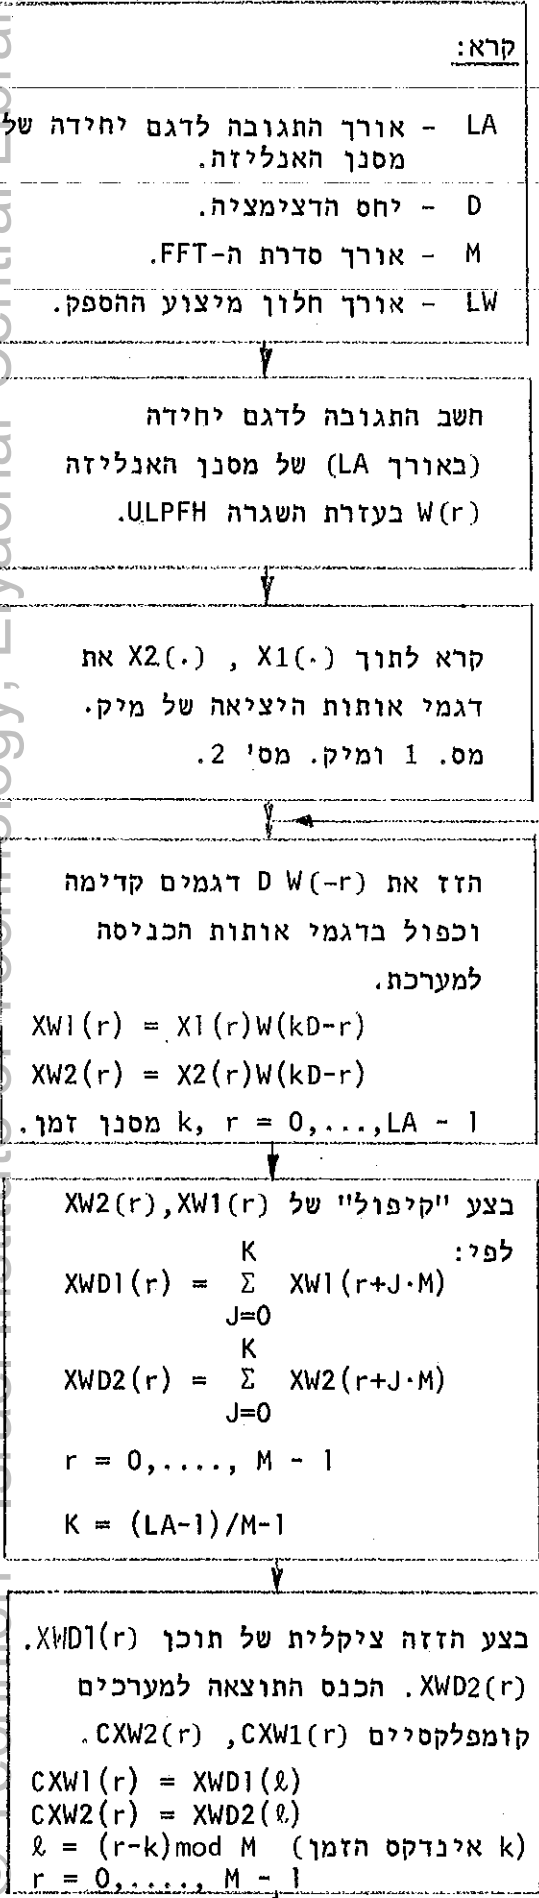 קרא:
LA - אורך התגובה לדגם יחידה של
מסנן האנליזה.
D - יחס הדצימציה.
M - אורך סדרת ה-FFT.
LW - אורך חלון מיצוע ההספק.
חשב התגובה לדגם יחידה
(באורך LA) של מסנן האנליזה
W(r) בעזרת השגרה ULPFH.
קרא לתוך X1(.) , X2(.) את
דגמי אותות היציאה של מיק.
מס. 1 ומיק. מס' 2.
הזז את W(-r) D דגמים קדימה
וכפול בדגמי אותות הכניסה
למערכת.
XW1(r) = X1(r)W(kD-r)
XW2(r) = X2(r)W(kD-r)
k, r = 0,...,LA - 1 מסנן זמן.
בצע "קיפול" של XW2(r),XW1(r)
לפי:
K
XWD1(r) = Σ XW1(r+J·M)
J=0
K
XWD2(r) = Σ XW2(r+J·M)
J=0
r = 0,...., M - 1
K = (LA-1)/M-1
בצע הזזה ציקלית של תוכן XWD1(r).
XWD2(r). הכנס התוצאה למערכים
קומפלקסיים CXW2(r) ,CXW1(r).
CXW1(r) = XWD1(ℓ)
CXW2(r) = XWD2(ℓ)
ℓ = (r-k)mod M (k אינדקס הזמן)
r = 0,...., M - 1